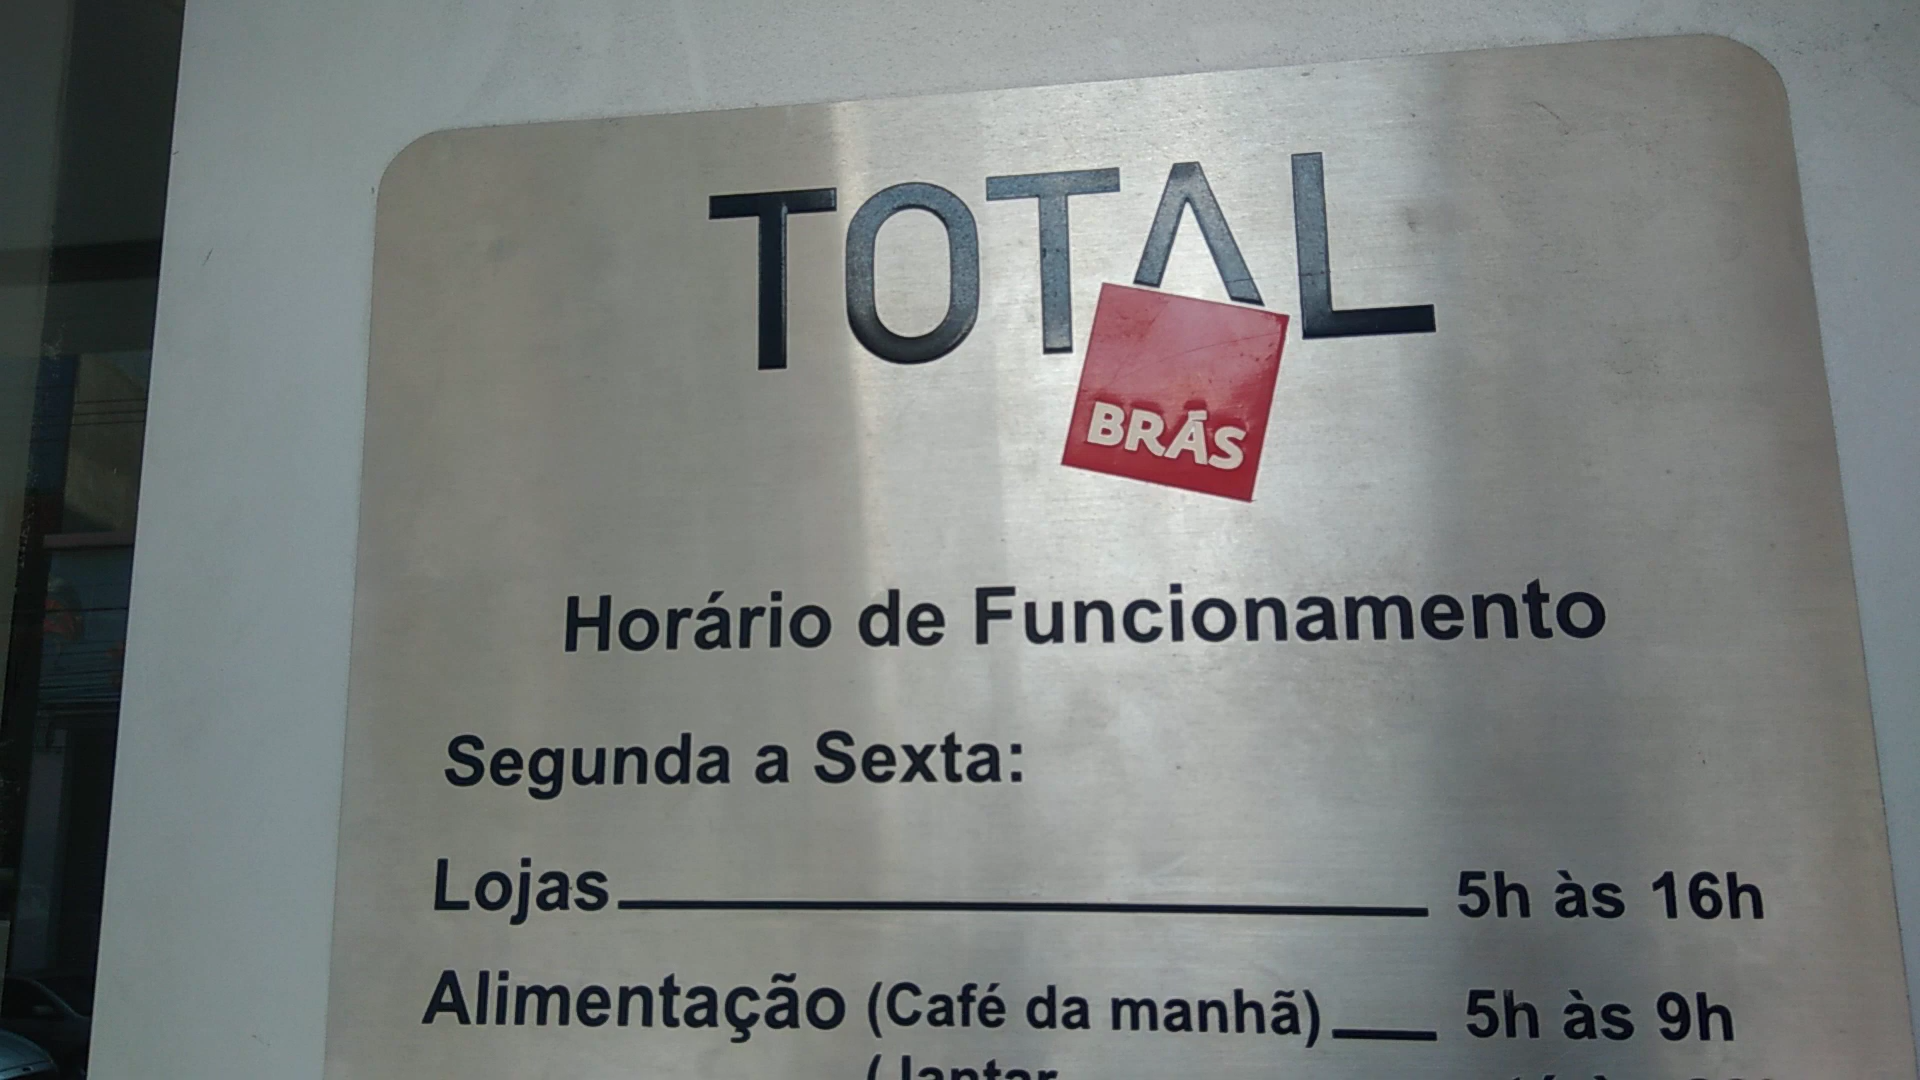 TOTAL
BRÁS
Horário de Funcionamento
Segunda a Sexta:
Lojas 5h às 16h
Alimentação (Café da manhã) 5h às 9h
(Jantar